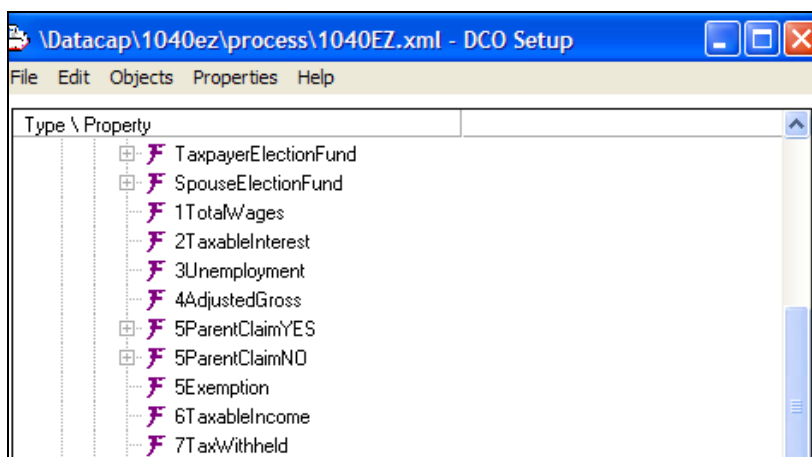 \Datacap\1040ez\process\1040EZ.xml - DCO Setup
File Edit Objects Properties Help
Type \ Property
TaxpayerElectionFund
SpouseElectionFund
1TotalWages
2TaxableInterest
3Unemployment
4AdjustedGross
5ParentClaimYES
5ParentClaimNO
5Exemption
6TaxableIncome
7TaxWithheld